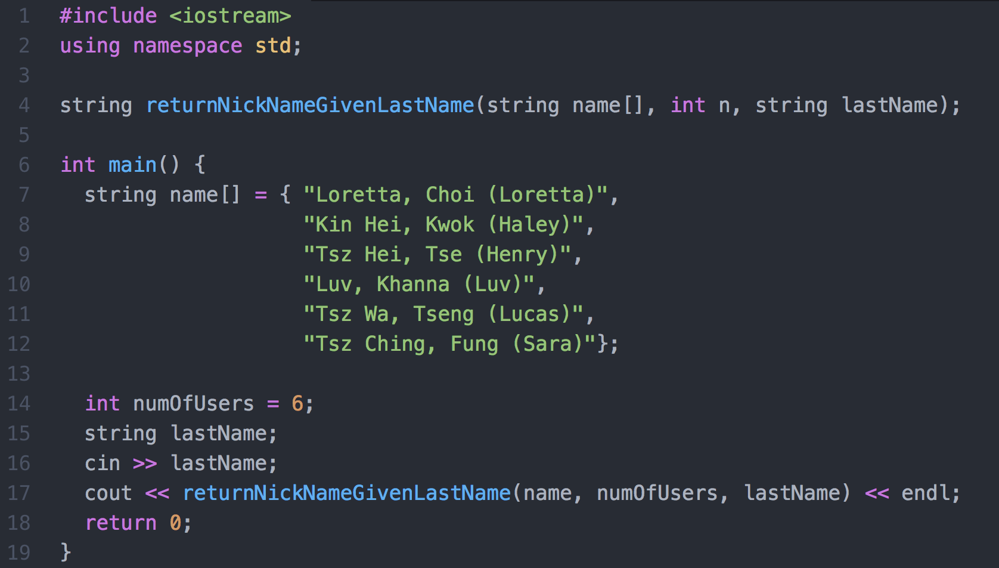 1 #include <iostream>
2 using namespace std;
3
4 string returnNickNameGivenLastName(string name[], int n, string lastName);
5
6 int main() {
7   string name[] = { "Loretta, Choi (Loretta)",
8                     "Kin Hei, Kwok (Haley)",
9                     "Tsz Hei, Tse (Henry)",
10                     "Luv, Khanna (Luv)",
11                     "Tsz Wa, Tseng (Lucas)",
12                     "Tsz Ching, Fung (Sara)"};
13
14   int numOfUsers = 6;
15   string lastName;
16   cin >> lastName;
17   cout << returnNickNameGivenLastName(name, numOfUsers, lastName) << endl;
18   return 0;
19 }